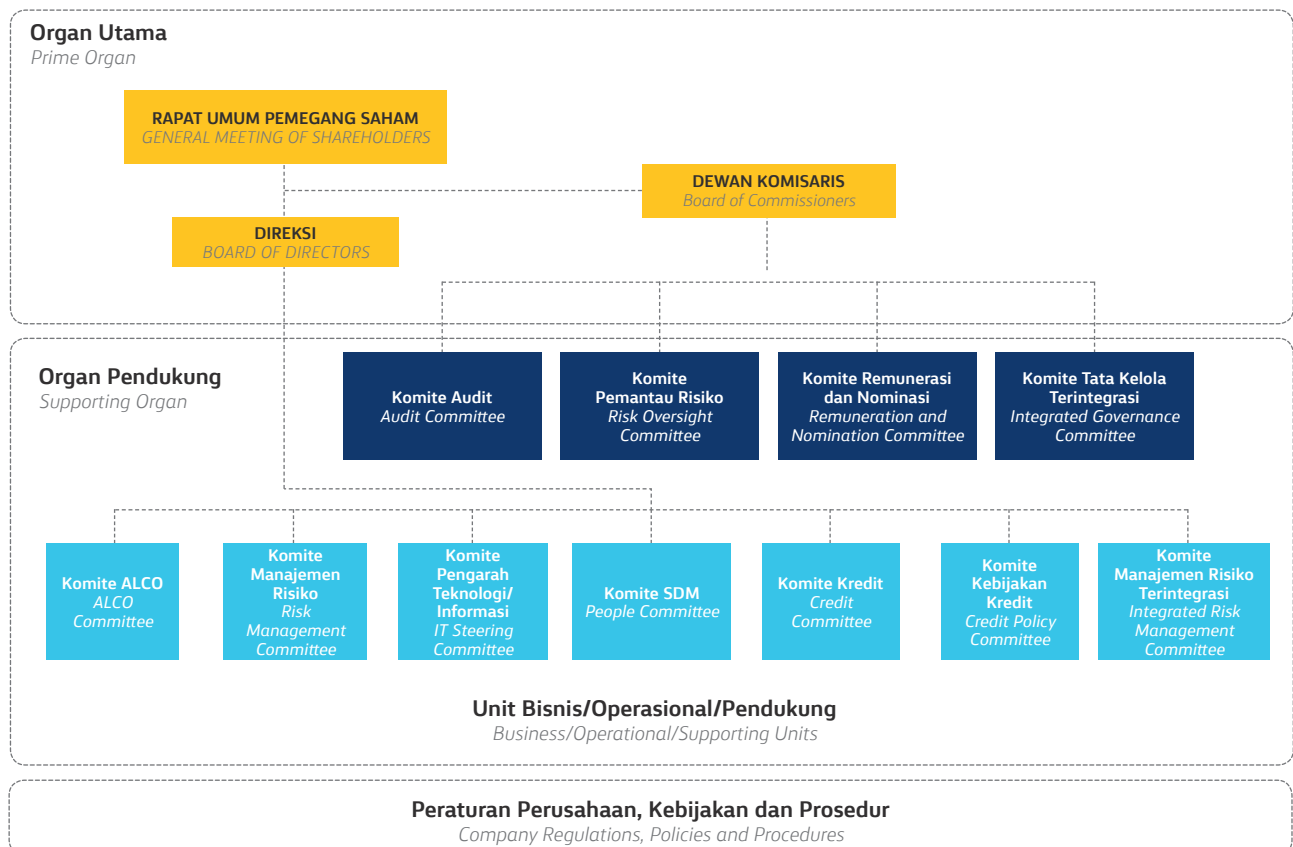 Organ Utama
Prime Organ
RAPAT UMUM PEMEGANG SAHAM
GENERAL MEETING OF SHAREHOLDERS
DEWAN KOMISARIS
Board of Commissioners
DIREKSI
BOARD OF DIRECTORS
Organ Pendukung
Supporting Organ
Komite Audit
Audit Committee
Komite
Pemantau Risiko
Risk Oversight
Committee
Komite Remunerasi
dan Nominasi
Remuneration and
Nomination Committee
Komite Tata Kelola
Terintegrasi
Integrated Governance
Committee
Komite ALCO
ALCO
Committee
Komite
Manajemen
Risiko
Risk
Management
Committee
Komite
Pengarah
Teknologi/
Informasi
IT Steering
Committee
Komite SDM
People Committee
Komite Kredit
Credit
Committee
Komite
Kebijakan
Kredit
Credit Policy
Committee
Komite
Manajemen Risiko
Terintegrasi
Integrated Risk
Management
Committee
Unit Bisnis/Operasional/Pendukung
Business/Operational/Supporting Units
Peraturan Perusahaan, Kebijakan dan Prosedur
Company Regulations, Policies and Procedures